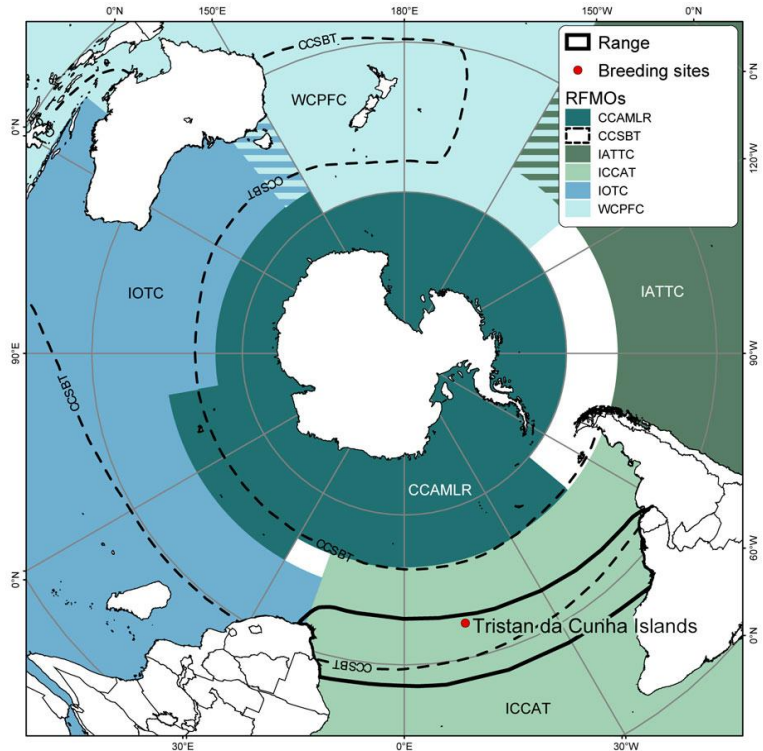 0°N
150°E
180°E
150°W
0°N
CCSBT
WCPFC
Range
Breeding sites
RFMOs
CCAMLR
CCSBT
IATTC
ICCAT
IOTC
WCPFC
0°N
0°N
120°W
CCSBT
IOTC
IATTC
90°E
90°W
CCSBT
CCAMLR
CCSBT
60°W
0°N
0°N
Tristan da Cunha Islands
CCSBT
ICCAT
30°E
0°E
30°W